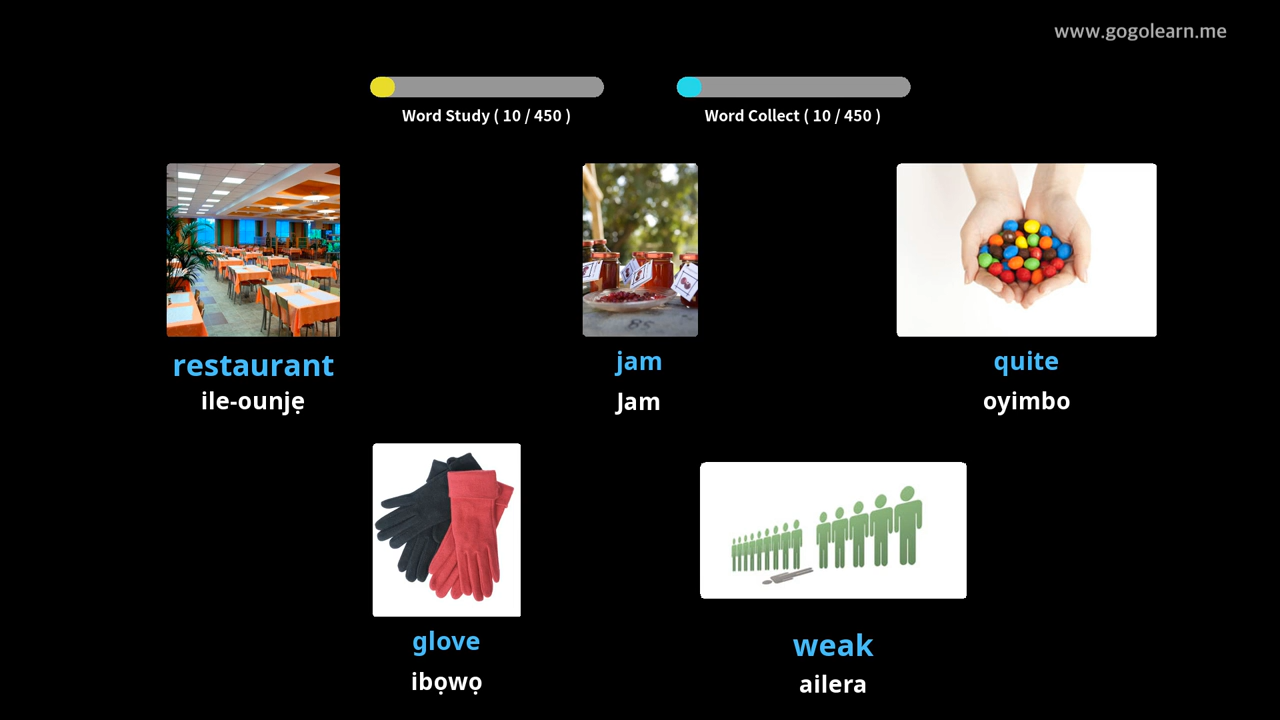 www.gogolearn.me
Word Study ( 10 / 450 )
Word Collect ( 10 / 450 )
restaurant
ile-ounjẹ
jam
Jam
quite
oyimbo
glove
ibọwọ
weak
ailera